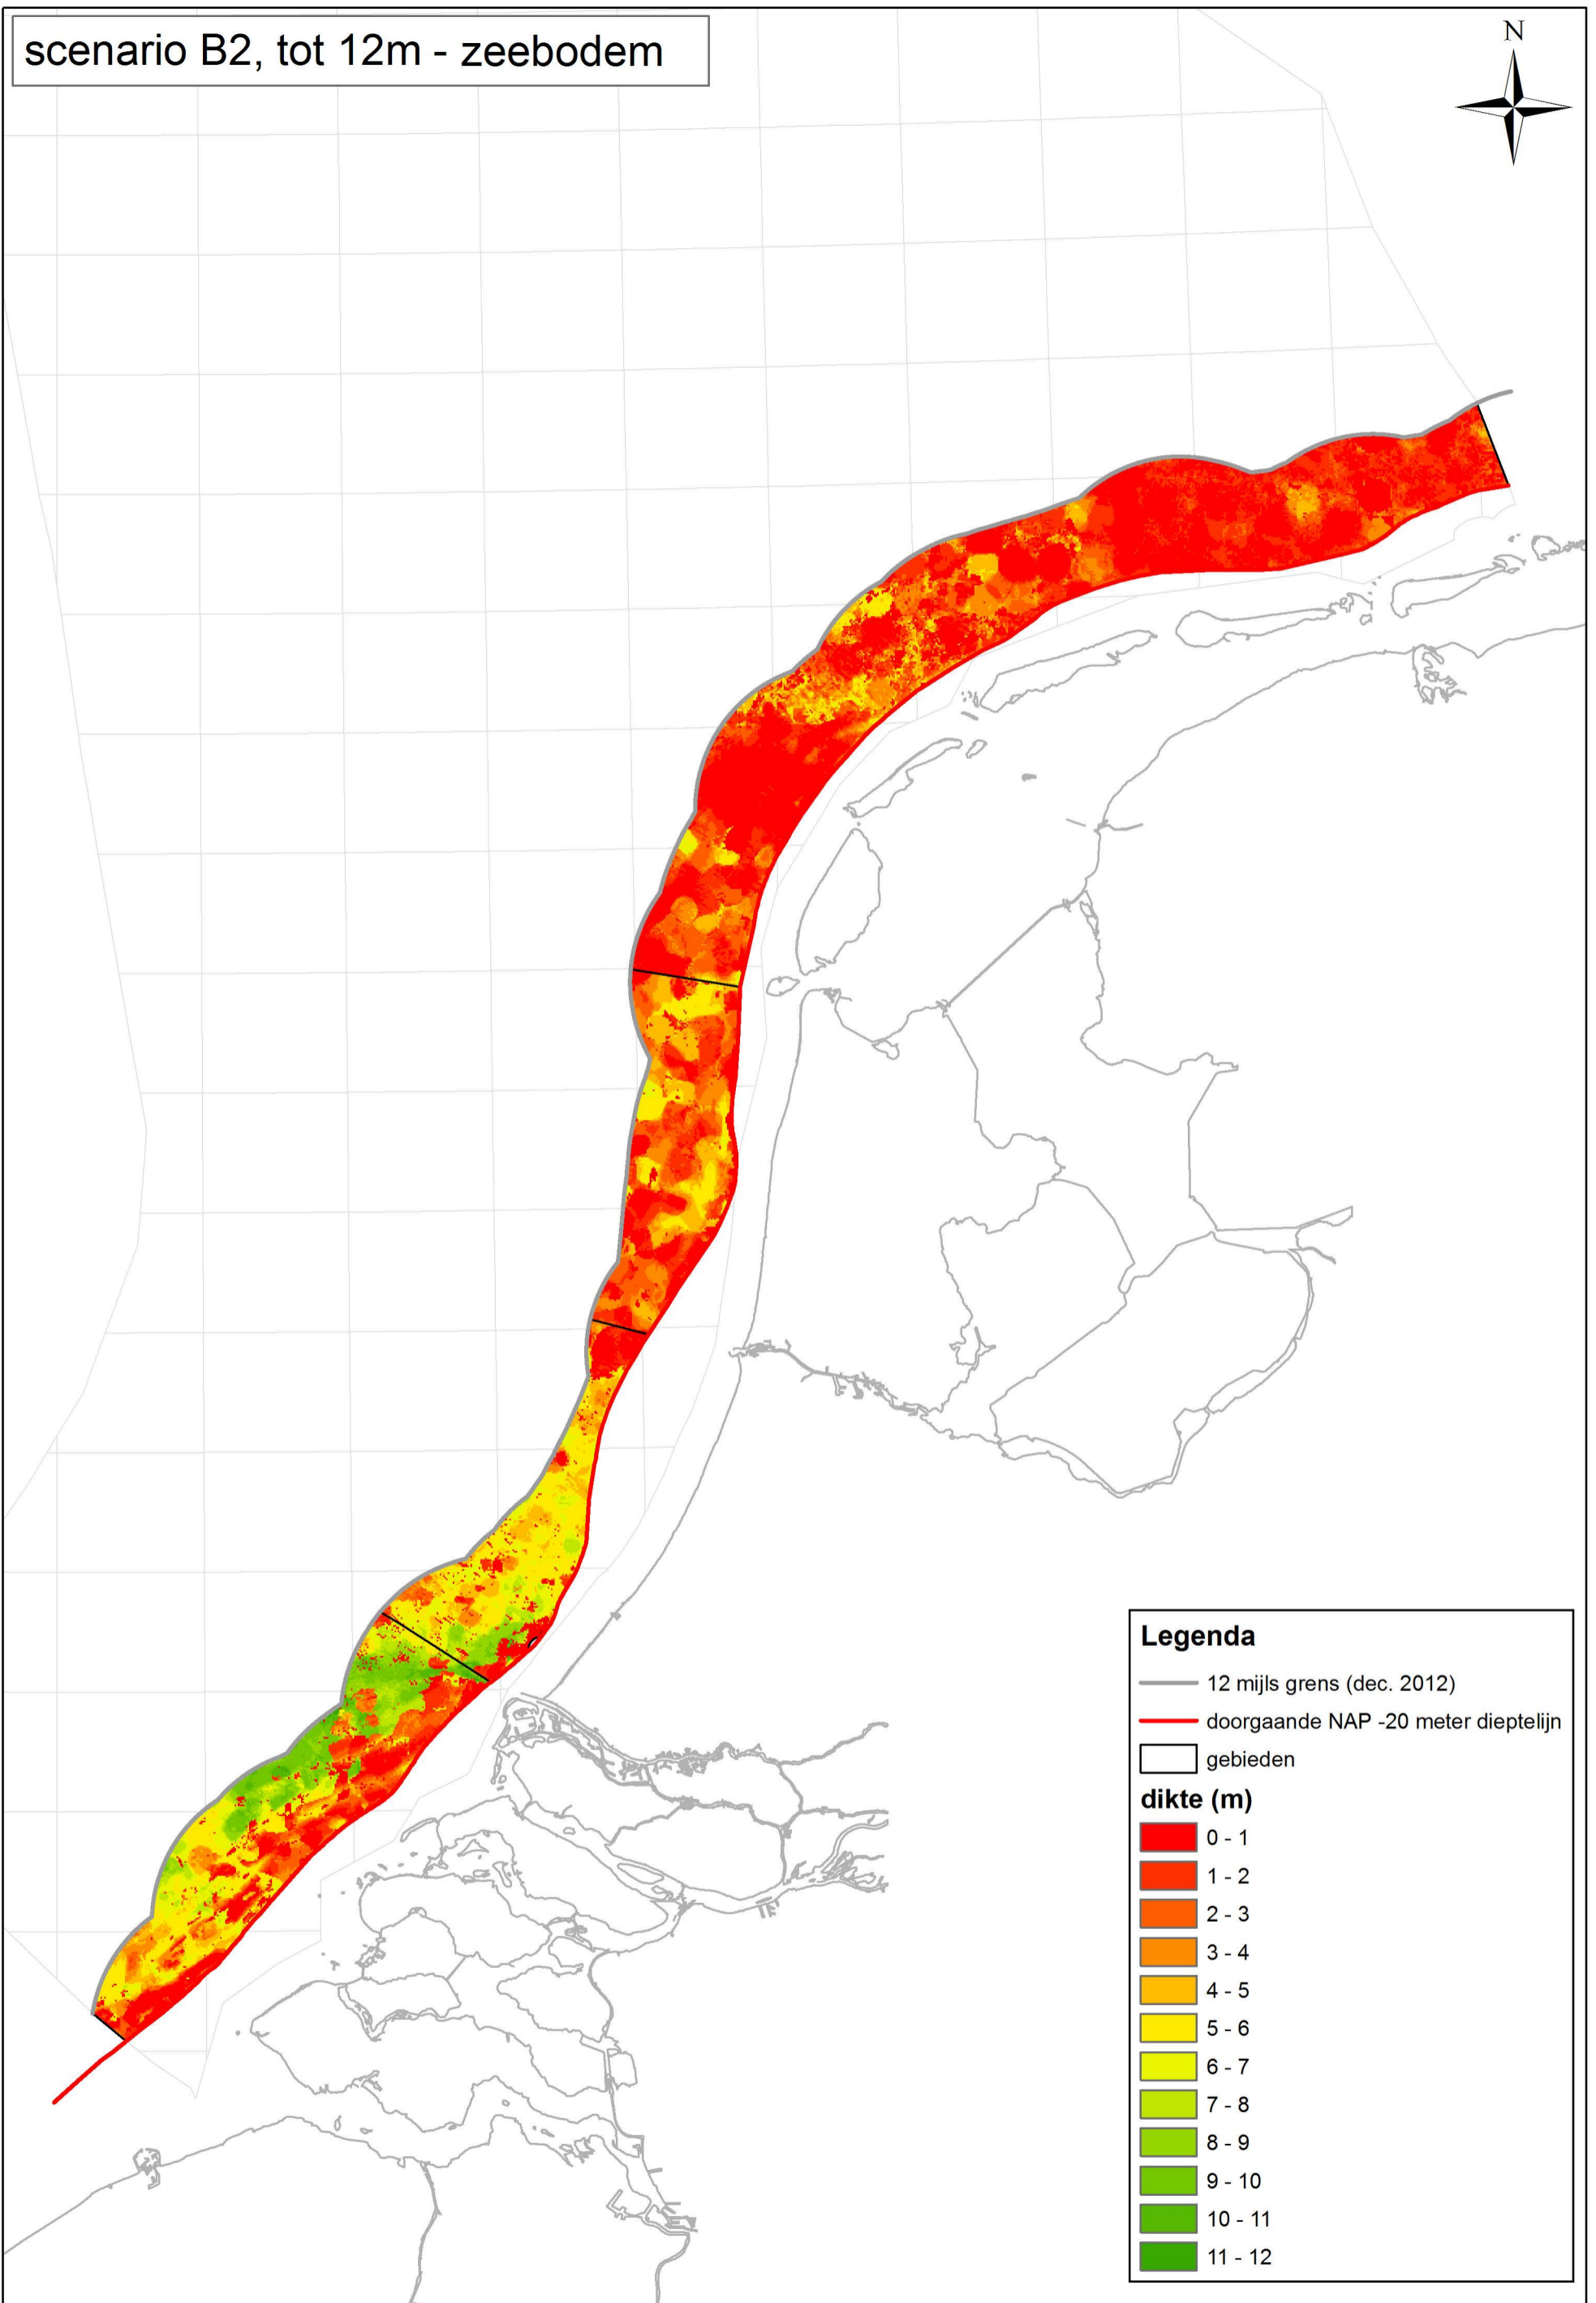 scenario B2, tot 12m - zeebodem
N
Legenda
12 mijls grens (dec. 2012)
doorgaande NAP -20 meter dieptelijn
gebieden
dikte (m)
0 - 1
1 - 2
2 - 3
3 - 4
4 - 5
5 - 6
6 - 7
7 - 8
8 - 9
9 - 10
10 - 11
11 - 12